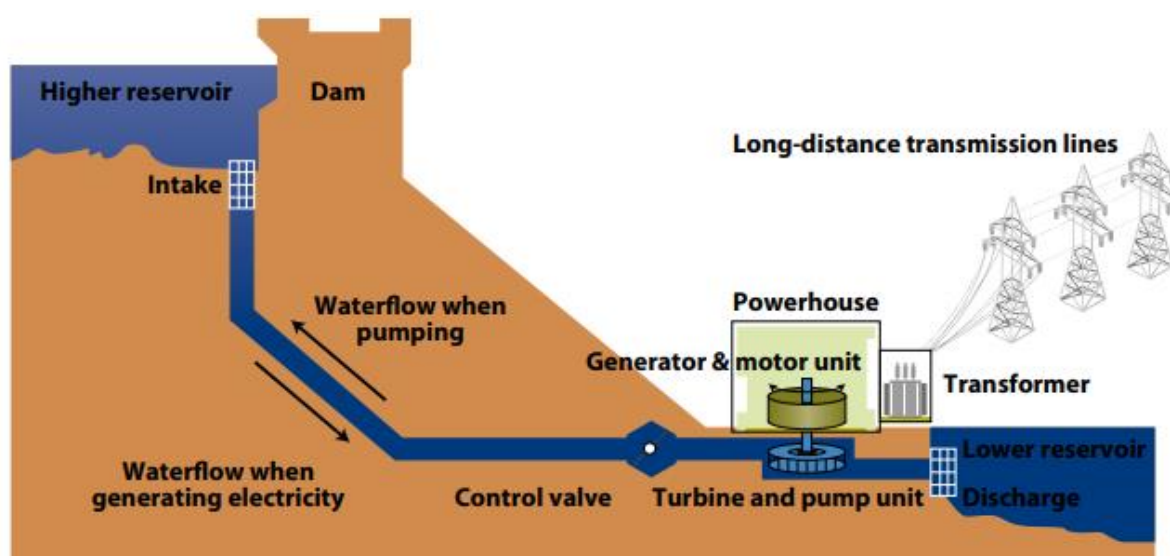 Higher reservoir
Dam
Long-distance transmission lines
Intake
Waterflow when
pumping
Powerhouse
Generator & motor unit
Transformer
Waterflow when
generating electricity
Control valve
Turbine and pump unit
Lower reservoir
Discharge